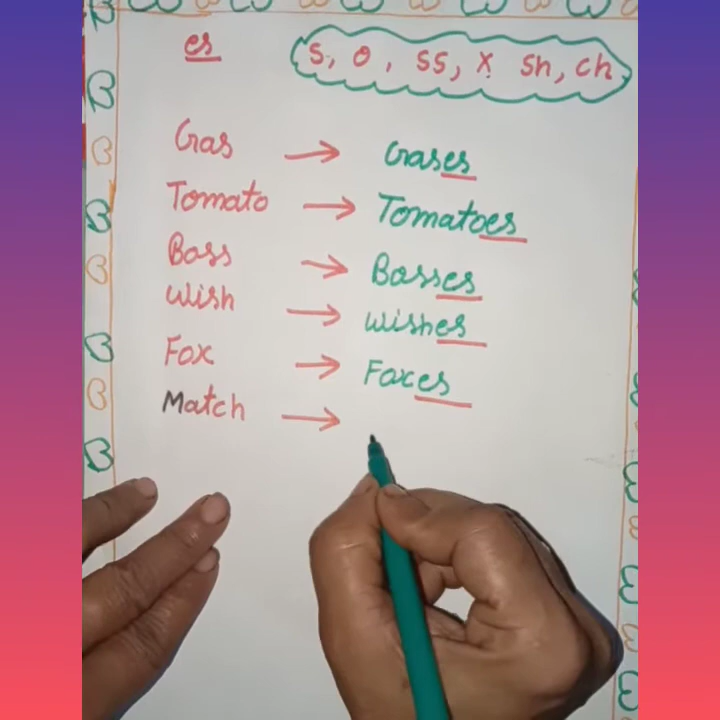 es s, o, ss, x sh, ch
Gas → Gases
Tomato → Tomatoes
Boss → Bosses
Wish → Wishes
Fox → Foxes
Match →